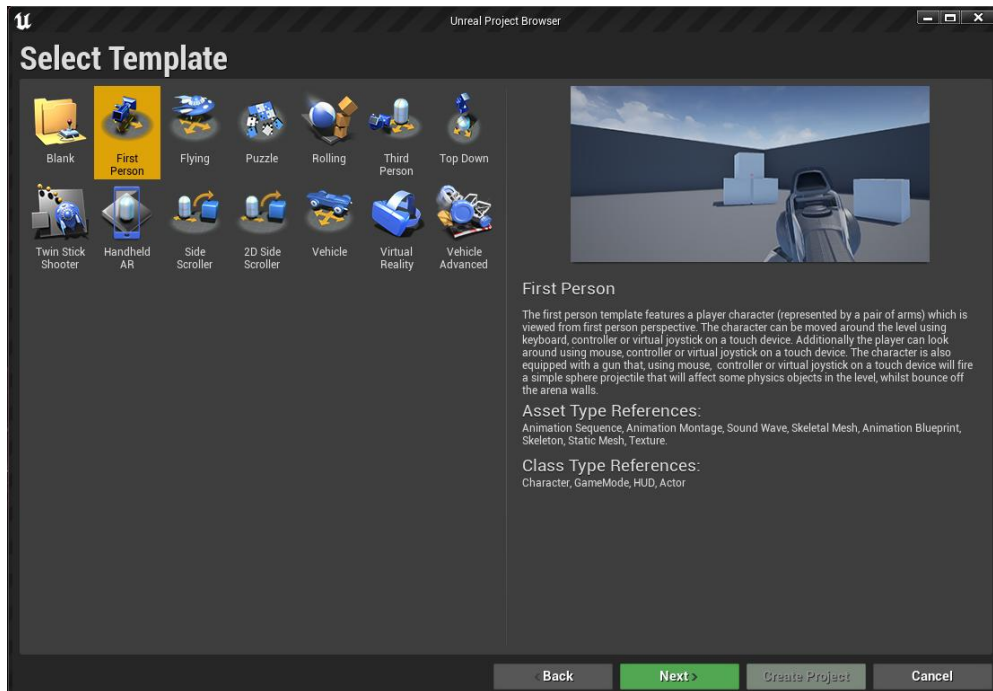 Unreal Project Browser
Select Template
Blank
First
Person
Flying
Puzzle
Rolling
Third
Person
Top Down
Twin Stick
Shooter
Handheld
AR
Side
Scroller
2D Side
Scroller
Vehicle
Virtual
Reality
Vehicle
Advanced
First Person
The first person template features a player character (represented by a pair of arms) which is
viewed from first person perspective. The character can be moved around the level using
keyboard, controller or virtual joystick on a touch device. Additionally the player can look
around using mouse, controller or virtual joystick on a touch device. The character is also
equipped with a gun that, using mouse, controller or virtual joystick on a touch device will fire
a simple sphere projectile that will affect some physics objects in the level, whilst bounce off
the arena walls.
Asset Type References:
Animation Sequence, Animation Montage, Sound Wave, Skeletal Mesh, Animation Blueprint,
Skeleton, Static Mesh, Texture.
Class Type References:
Character, GameMode, HUD, Actor
< Back
Next >
Create Project
Cancel